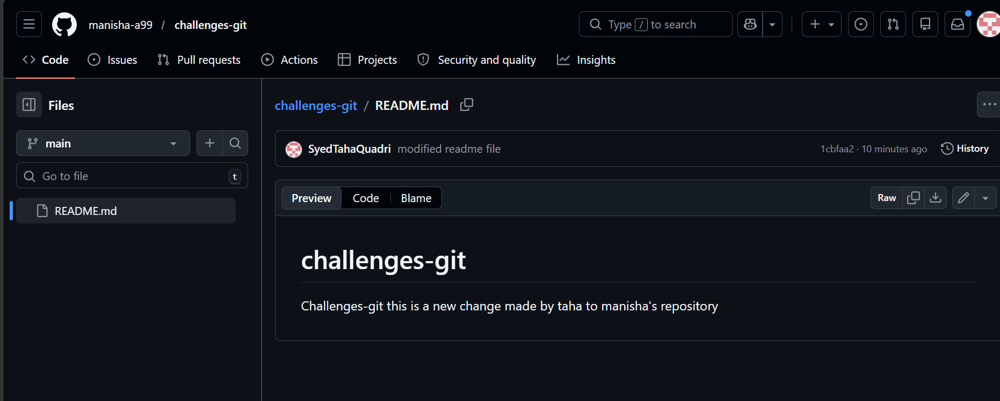 manisha-a99 / challenges-git
Type / to search
Code Issues Pull requests Actions Projects Security and quality Insights
Files
challenges-git / README.md
main
SyedTahaQuadri modified readme file 1cbfaa2 · 10 minutes ago History
Go to file t
Preview Code Blame Raw
README.md
challenges-git
Challenges-git this is a new change made by taha to manisha's repository